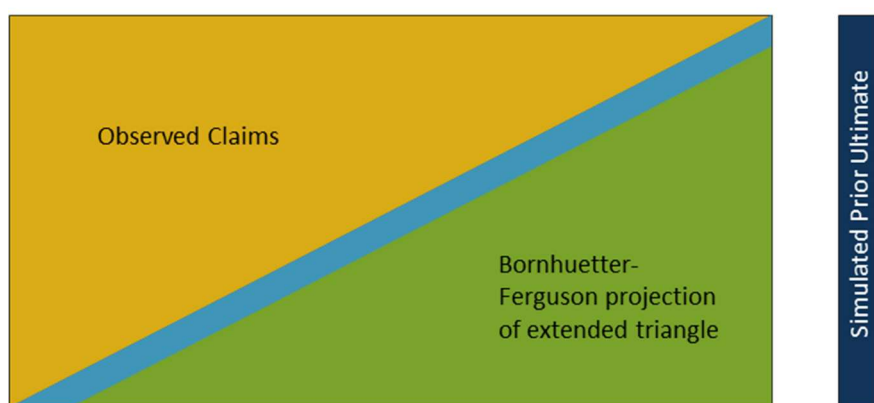 Observed Claims
Bornhuetter-
Ferguson projection
of extended triangle
Simulated Prior Ultimate